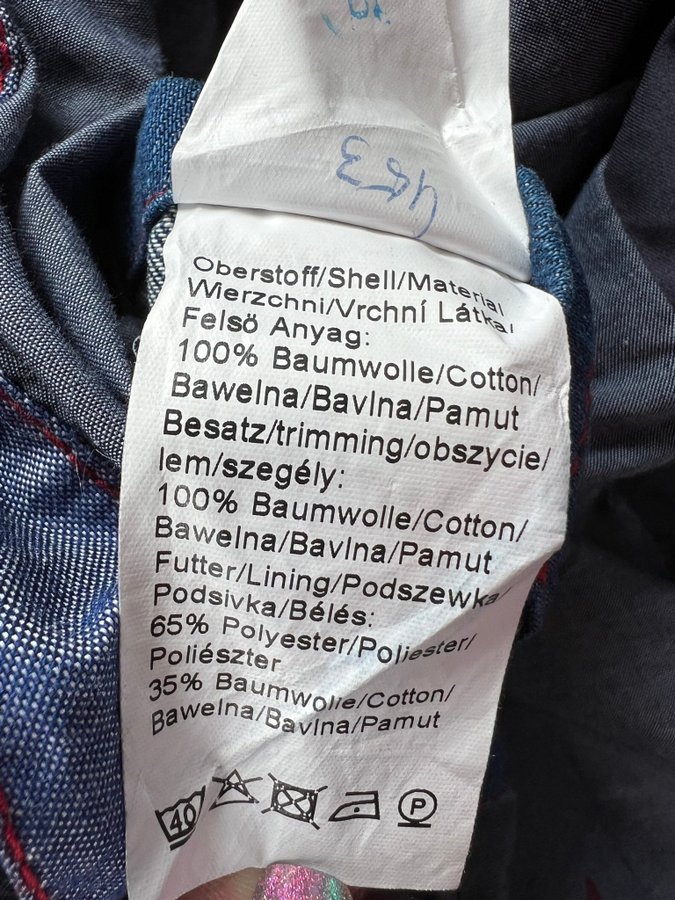 483
Oberstoff/Shell/Material
Wierzchni/Vrchní Látka/
Felsö Anyag:
100% Baumwolle/Cotton/
Bawelna/Bavlna/Pamut
Besatz/trimming/obszycie/
lem/szegély:
100% Baumwolle/Cotton/
Bawelna/Bavlna/Pamut
Futter/Lining/Podszewka/
Podsivka/Bélés:
65% Polyester/Poliester/
Poliészter
35% Baumwolle/Cotton/
Bawelna/Bavlna/Pamut
40 P